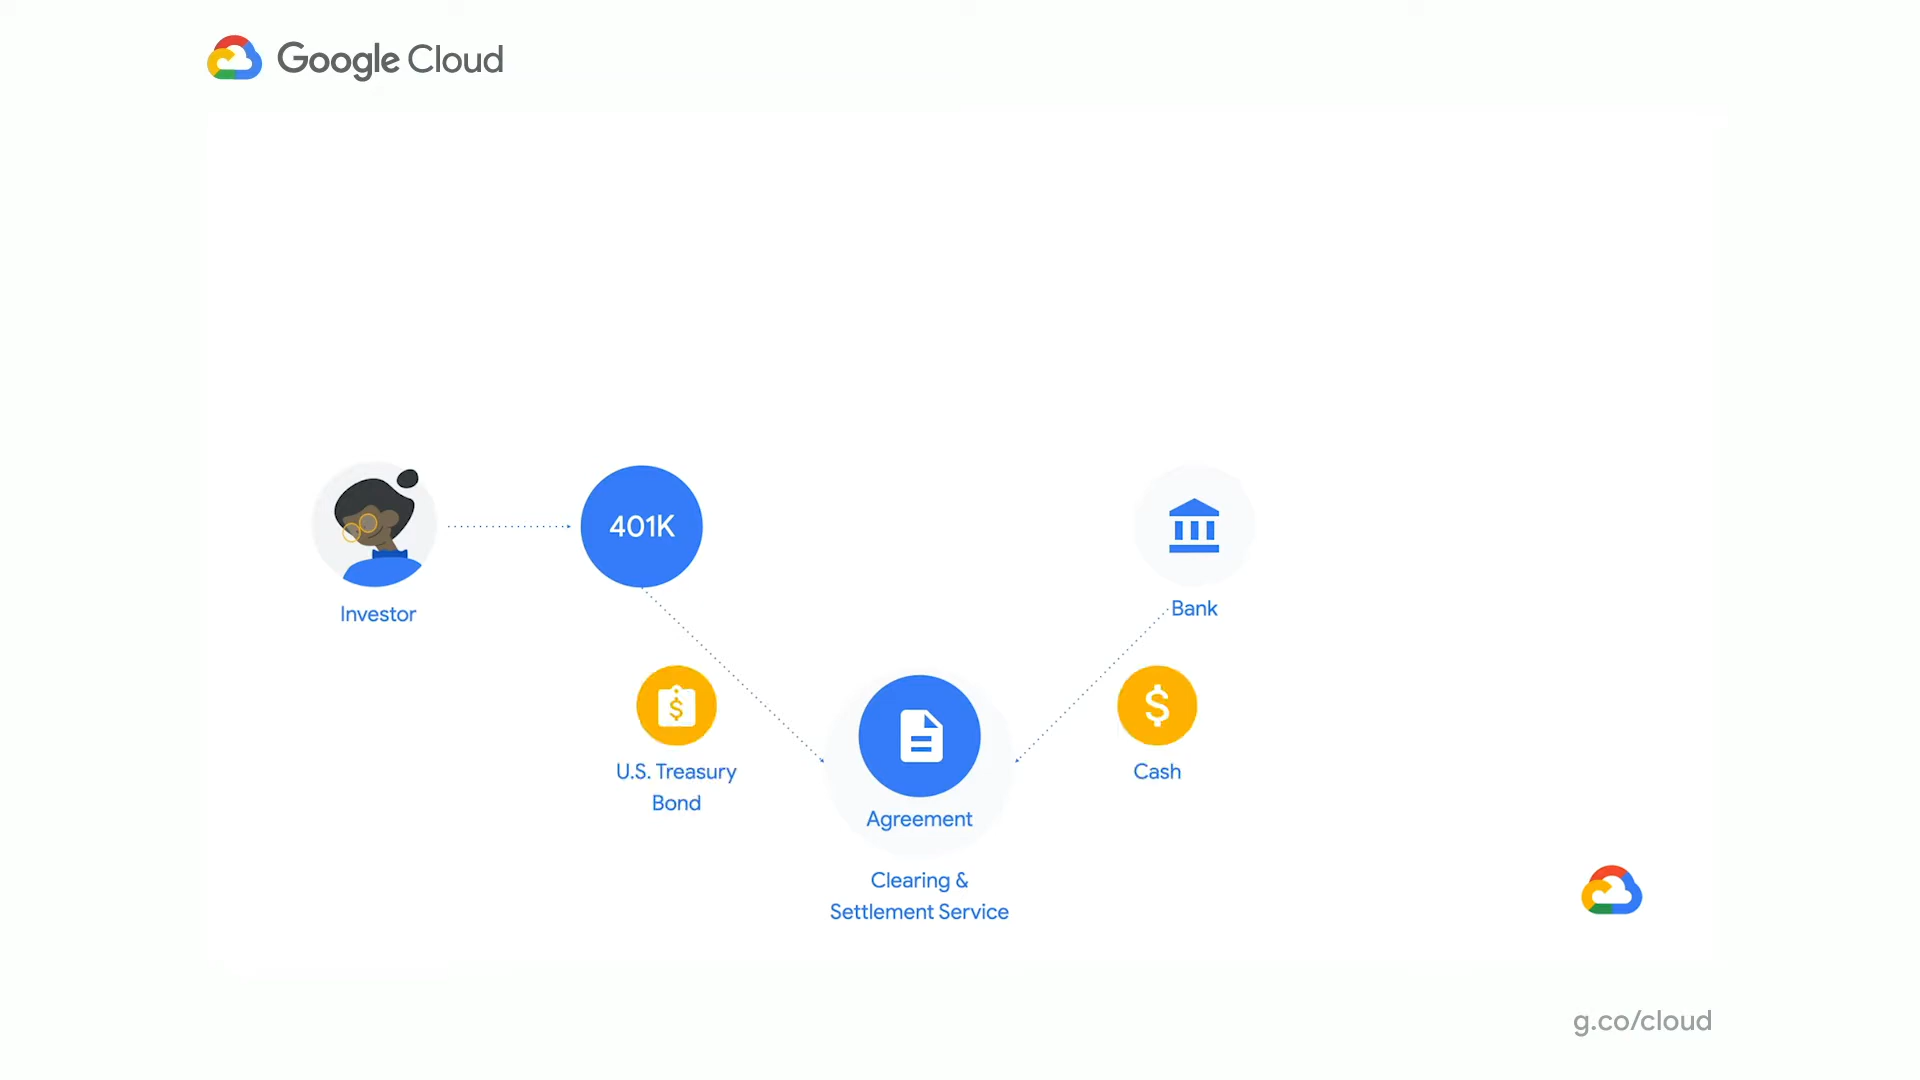 Google Cloud
401K
Investor
Bank
$
$
U.S. Treasury
Bond
Cash
Agreement
Clearing &
Settlement Service
g.co/cloud